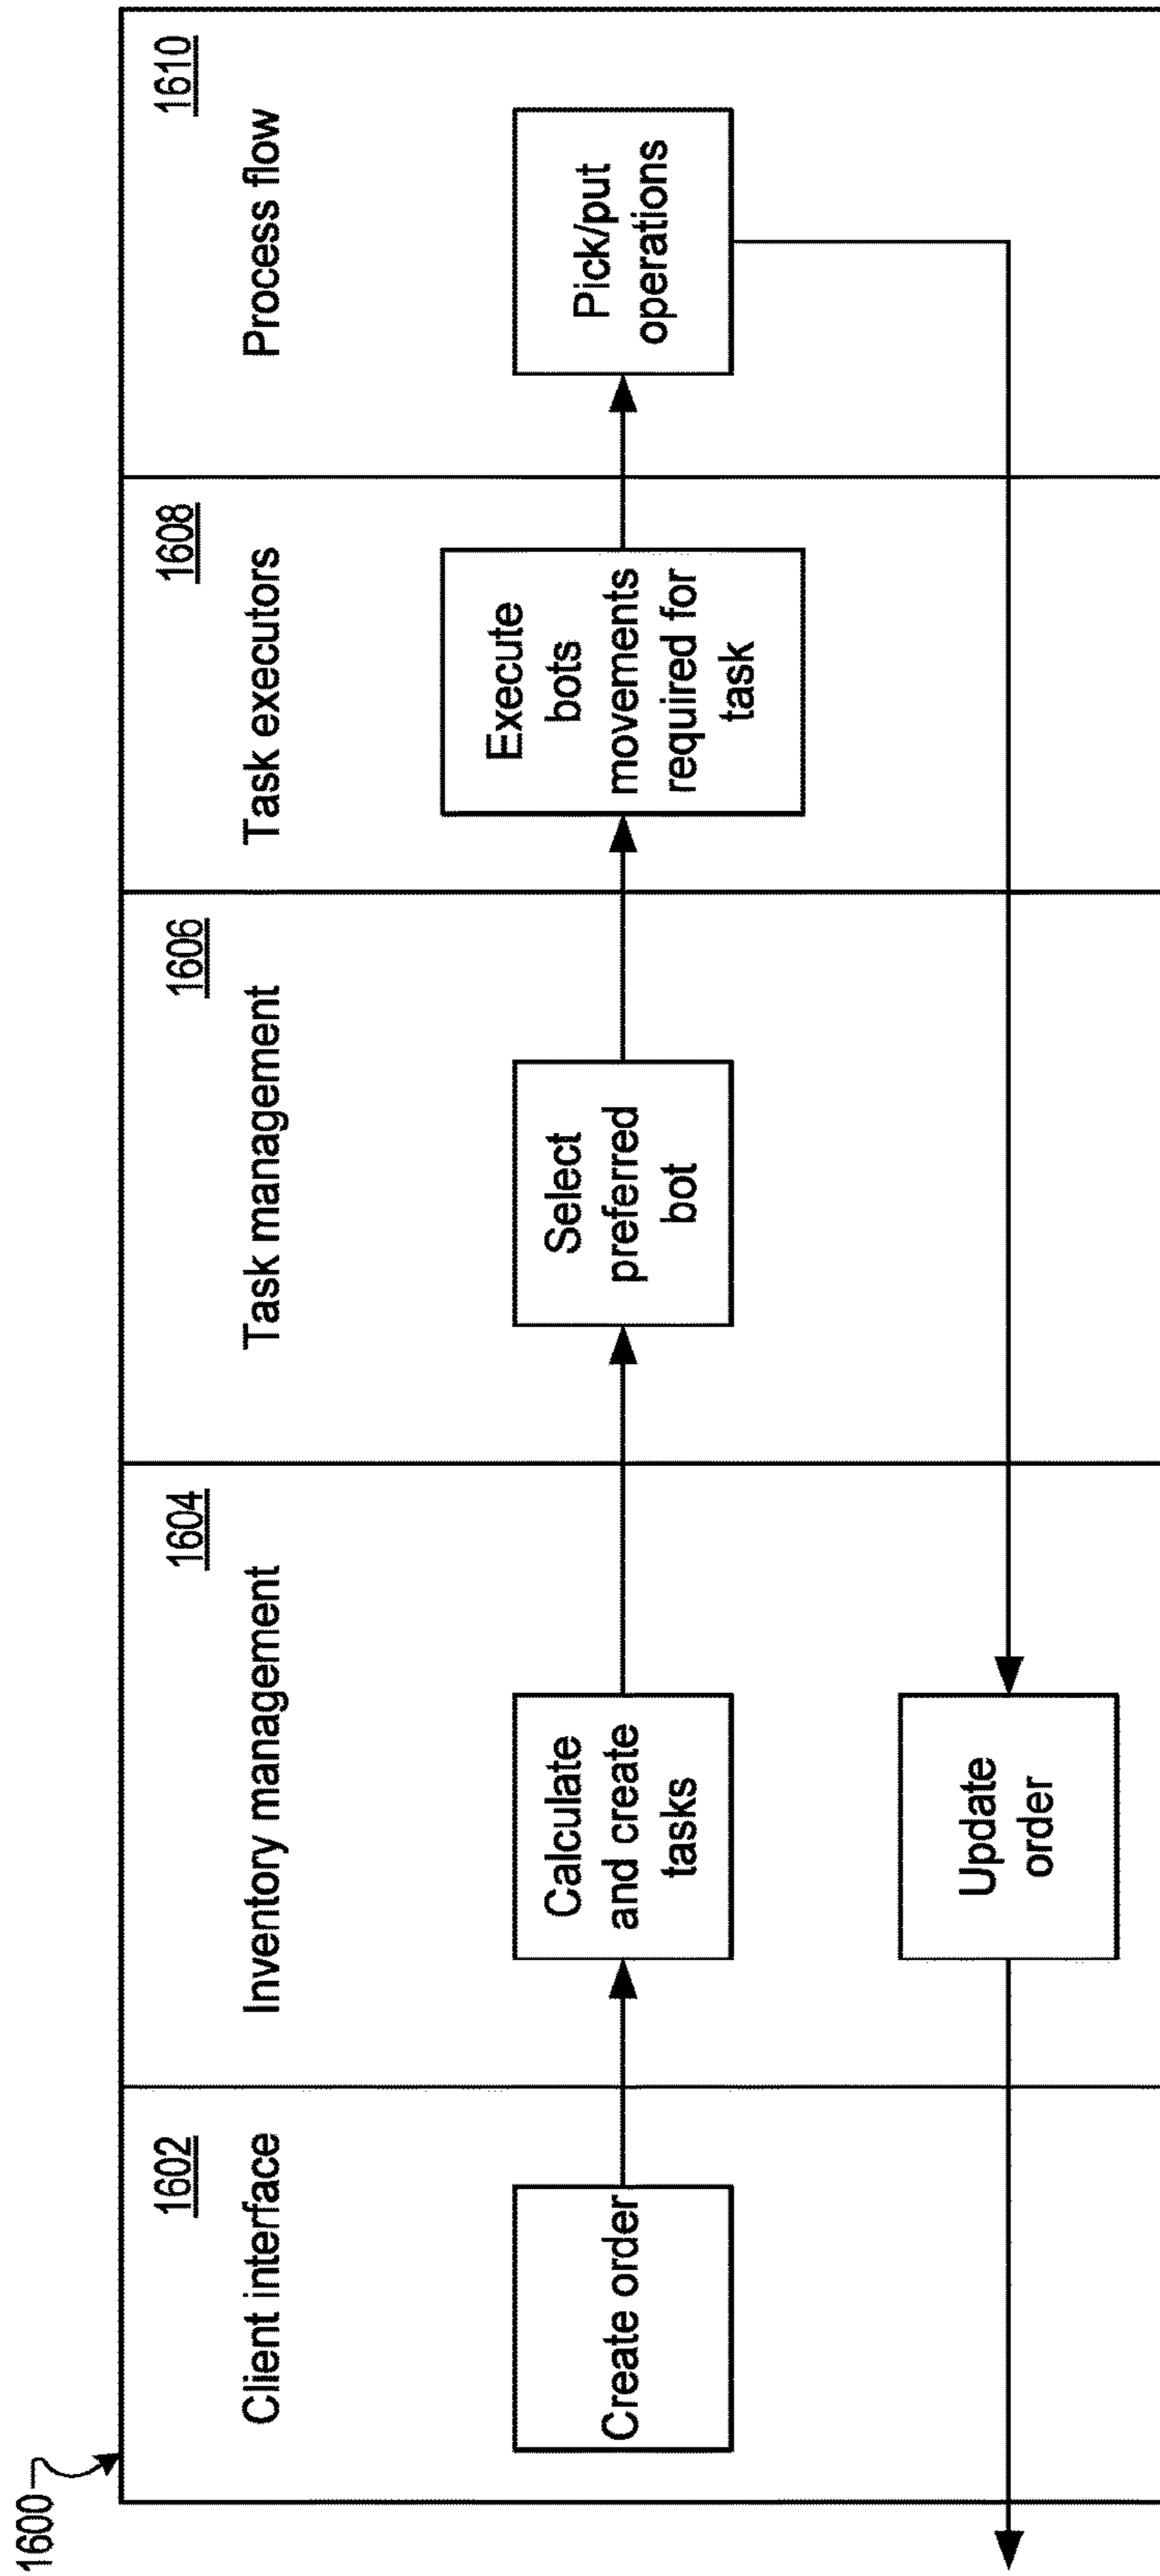 1600
1602
Client interface
Create order
1604
Inventory management
Calculate
and create
tasks
Update
order
1606
Task management
Select
preferred
bot
1608
Task executors
Execute
bots
movements
required for
task
1610
Process flow
Pick/put
operations